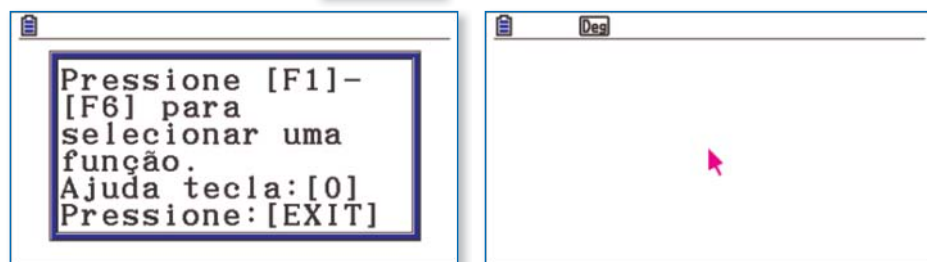 Pressione [F1]-
[F6] para
selecionar uma
função.
Ajuda tecla:[0]
Pressione:[EXIT]
Deg